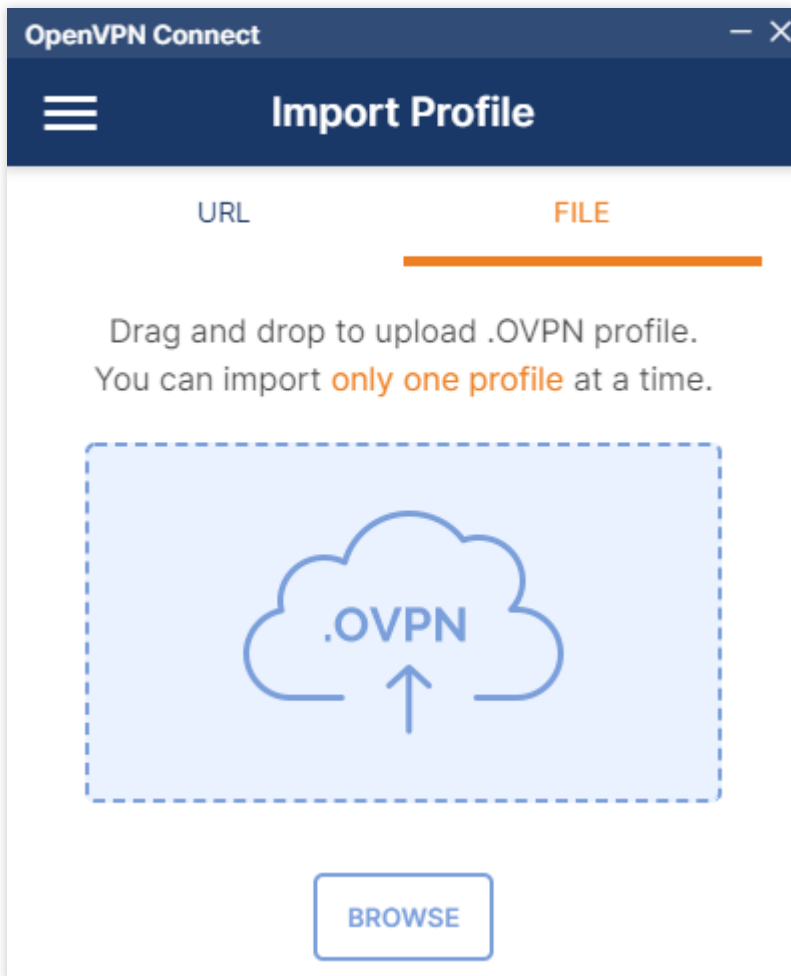 OpenVPN Connect
Import Profile
URL
FILE
Drag and drop to upload .OVPN profile.
You can import only one profile at a time.
.OVPN
BROWSE